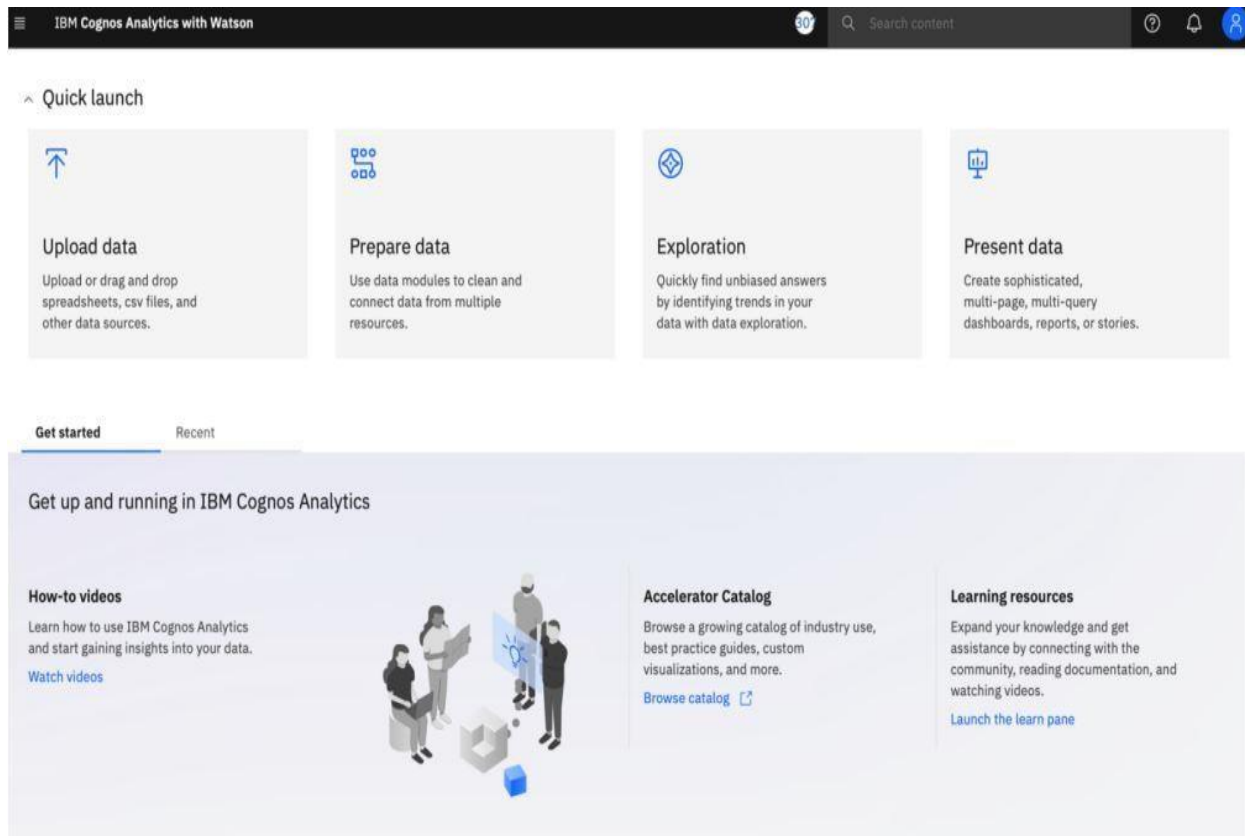 IBM Cognos Analytics with Watson
30?
Search content
Quick launch
Upload data
Upload or drag and drop
spreadsheets, csv files, and
other data sources.
Prepare data
Use data modules to clean and
connect data from multiple
resources.
Exploration
Quickly find unbiased answers
by identifying trends in your
data with data exploration.
Present data
Create sophisticated,
multi-page, multi-query
dashboards, reports, or stories.
Get started
Recent
Get up and running in IBM Cognos Analytics
How-to videos
Learn how to use IBM Cognos Analytics
and start gaining insights into your data.
Watch videos
Accelerator Catalog
Browse a growing catalog of industry use,
best practice guides, custom
visualizations, and more.
Browse catalog
Learning resources
Expand your knowledge and get
assistance by connecting with the
community, reading documentation, and
watching videos.
Launch the learn pane